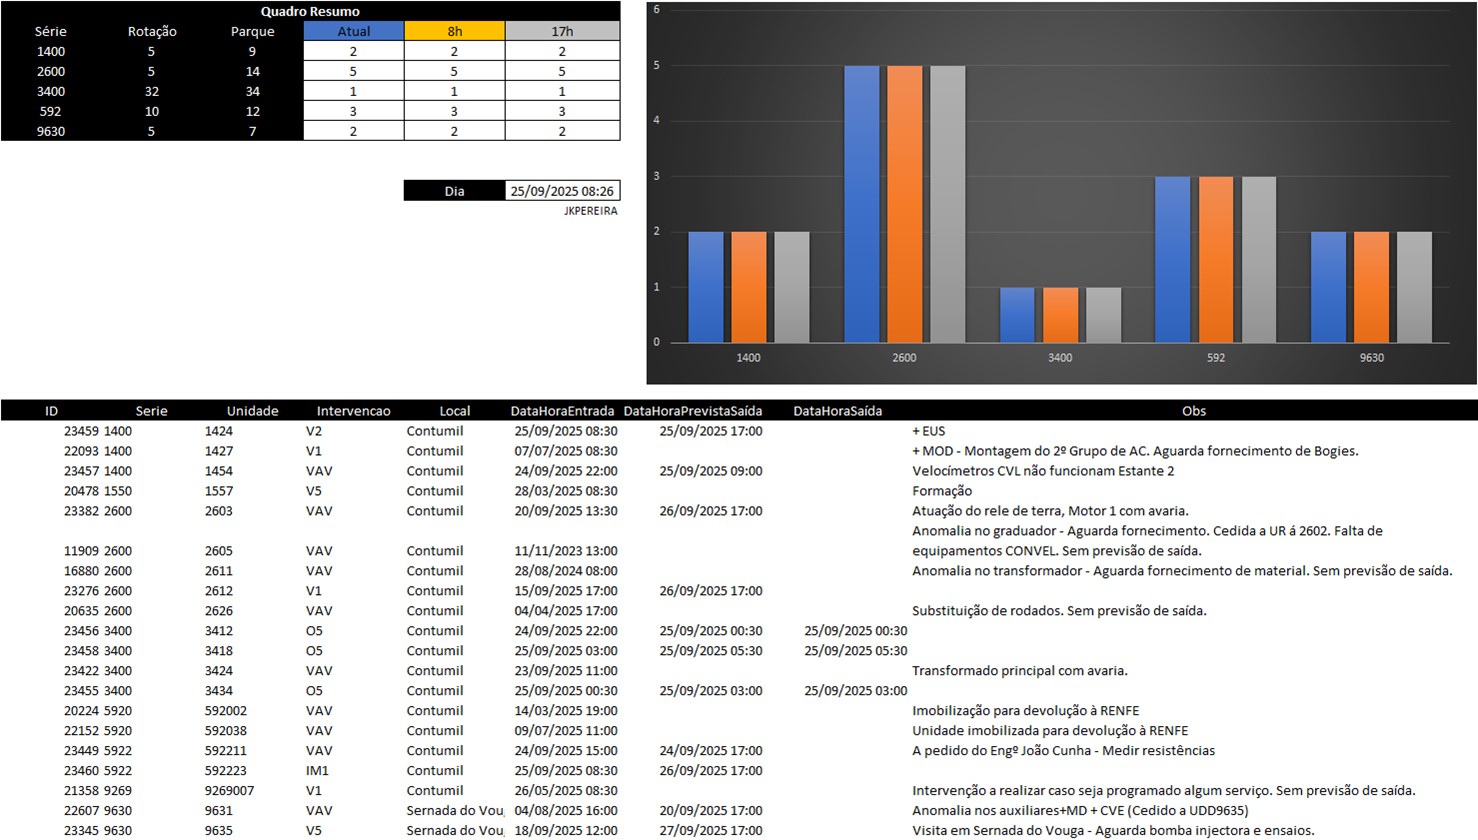 Quadro Resumo
Série Rotação Parque Atual 8h 17h
1400 5 9 2 2 2
2600 5 14 5 5 5
3400 32 34 1 1 1
592 10 12 3 3 3
9630 5 7 2 2 2
Dia 25/09/2025 08:26
JKPEREIRA
6
5
4
3
2
1
0
1400 2600 3400 592 9630
ID Serie Unidade Intervencao Local DataHoraEntrada DataHoraPrevistaSaída DataHoraSaída Obs
23459 1400 1424 V2 Contumil 25/09/2025 08:30 25/09/2025 17:00 + EUS
22093 1400 1427 V1 Contumil 07/07/2025 08:30 + MOD - Montagem do 2º Grupo de AC. Aguarda fornecimento de Bogies.
23457 1400 1454 VAV Contumil 24/09/2025 22:00 25/09/2025 09:00 Velocímetros CVL não funcionam Estante 2
20478 1550 1557 V5 Contumil 28/03/2025 08:30 Formação
23382 2600 2603 VAV Contumil 20/09/2025 13:30 26/09/2025 17:00 Atuação do rele de terra, Motor 1 com avaria.
Anomalia no graduador - Aguarda fornecimento. Cedida a UR á 2602. Falta de
11909 2600 2605 VAV Contumil 11/11/2023 13:00 equipamentos CONVEL. Sem previsão de saída.
16880 2600 2611 VAV Contumil 28/08/2024 08:00 Anomalia no transformador - Aguarda fornecimento de material. Sem previsão de saída.
23276 2600 2612 V1 Contumil 15/09/2025 17:00 26/09/2025 17:00
20635 2600 2626 VAV Contumil 04/04/2025 17:00 Substituição de rodados. Sem previsão de saída.
23456 3400 3412 O5 Contumil 24/09/2025 22:00 25/09/2025 00:30 25/09/2025 00:30
23458 3400 3418 O5 Contumil 25/09/2025 03:00 25/09/2025 05:30 25/09/2025 05:30
23422 3400 3424 VAV Contumil 23/09/2025 11:00 Transformado principal com avaria.
23455 3400 3434 O5 Contumil 25/09/2025 00:30 25/09/2025 03:00 25/09/2025 03:00
20224 5920 592002 VAV Contumil 14/03/2025 19:00 Imobilização para devolução à RENFE
22152 5920 592038 VAV Contumil 09/07/2025 11:00 Unidade imobilizada para devolução à RENFE
23449 5922 592211 VAV Contumil 24/09/2025 15:00 24/09/2025 17:00 A pedido do Engº João Cunha - Medir resistências
23460 5922 592223 IM1 Contumil 25/09/2025 08:30 26/09/2025 17:00
21358 9269 9269007 V1 Contumil 26/05/2025 08:30 Intervenção a realizar caso seja programado algum serviço. Sem previsão de saída.
22607 9630 9631 VAV Sernada do Vou 04/08/2025 16:00 20/09/2025 17:00 Anomalia nos auxiliares+MD + CVE (Cedido a UDD9635)
23345 9630 9635 V5 Sernada do Vou 18/09/2025 12:00 27/09/2025 17:00 Visita em Sernada do Vouga - Aguarda bomba injectora e ensaios.